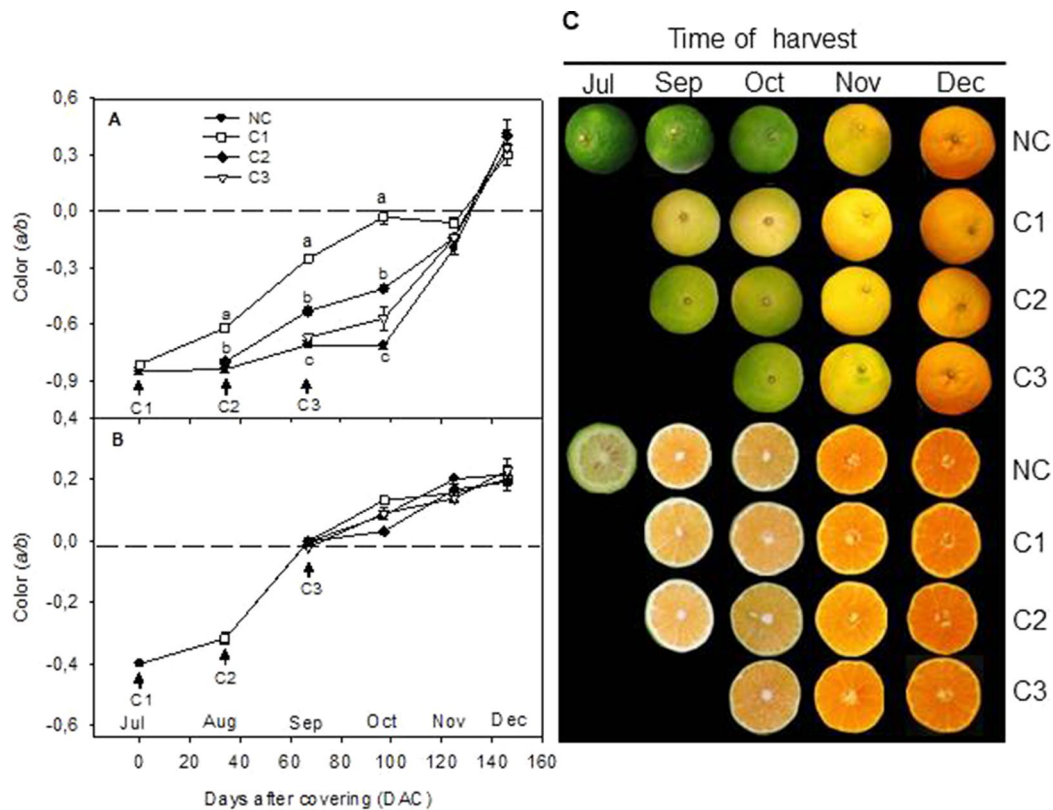 A
NC
C1
C2
C3
Color (a/b)
0,6
0,3
0,0
-0,3
-0,6
-0,9
a
a
a
b
b
b
c
c
C1
C2
C3
B
Color (a/b)
0,4
0,2
0,0
-0,2
-0,4
-0,6
C1
C2
C3
Jul Aug Sep Oct Nov Dec
0 20 40 60 80 100 120 140 160
Days after covering (DAC)
C
Time of harvest
Jul Sep Oct Nov Dec
NC
C1
C2
C3
NC
C1
C2
C3